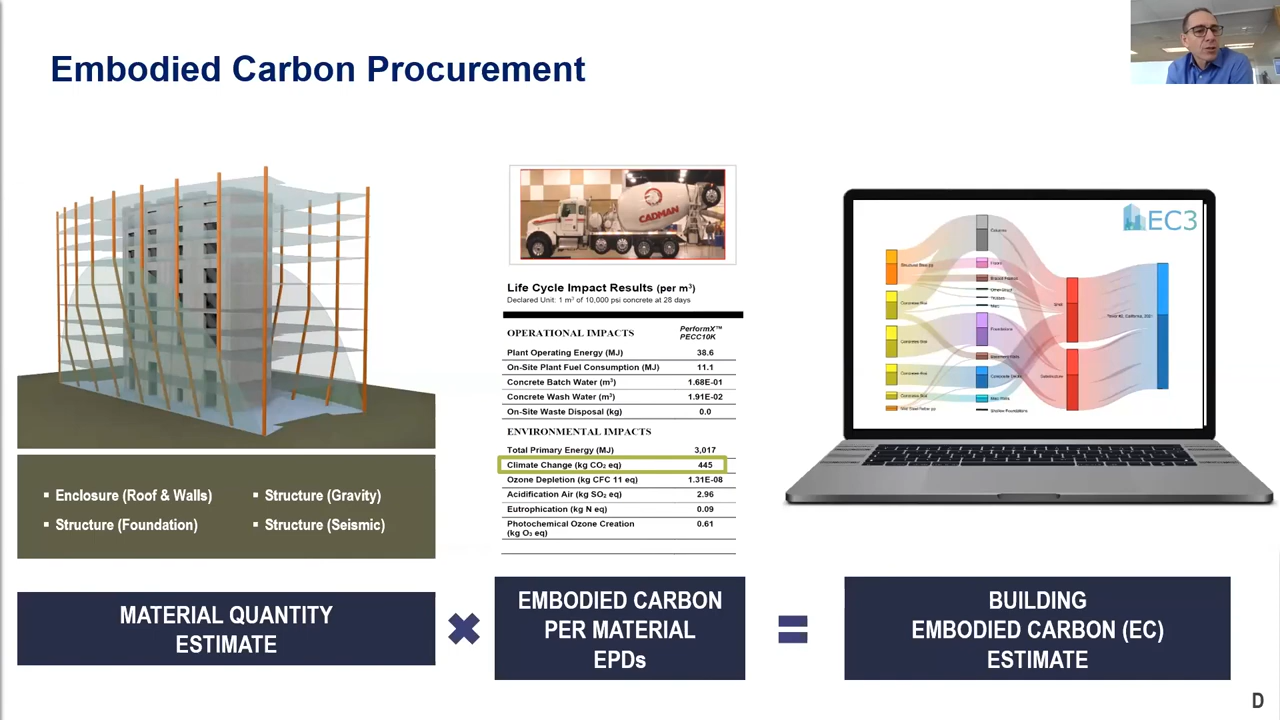 Embodied Carbon Procurement
CADMAN
Life Cycle Impact Results (per m³)
Declared Unit: 1 m³ of 10,000 psi concrete at 28 days
OPERATIONAL IMPACTS PerformX™ PECC10K
Plant Operating Energy (MJ) 38.6
On-Site Plant Fuel Consumption (MJ) 11.1
Concrete Batch Water (m³) 1.68E-01
Concrete Wash Water (m³) 1.91E-02
On-Site Waste Disposal (kg) 0.0
ENVIRONMENTAL IMPACTS
Total Primary Energy (MJ) 3,017
Climate Change (kg CO₂ eq) 445
Ozone Depletion (kg CFC 11 eq) 1.31E-08
Acidification Air (kg SO₂ eq) 2.96
Eutrophication (kg N eq) 0.09
Photochemical Ozone Creation (kg O₃ eq) 0.61
EC3
Columns
Floors
Foundations
Shallow Foundations
Shell
Substructure
▪ Enclosure (Roof & Walls)
▪ Structure (Gravity)
▪ Structure (Foundation)
▪ Structure (Seismic)
MATERIAL QUANTITY
ESTIMATE
✖
EMBODIED CARBON
PER MATERIAL
EPDs
=
BUILDING
EMBODIED CARBON (EC)
ESTIMATE
D